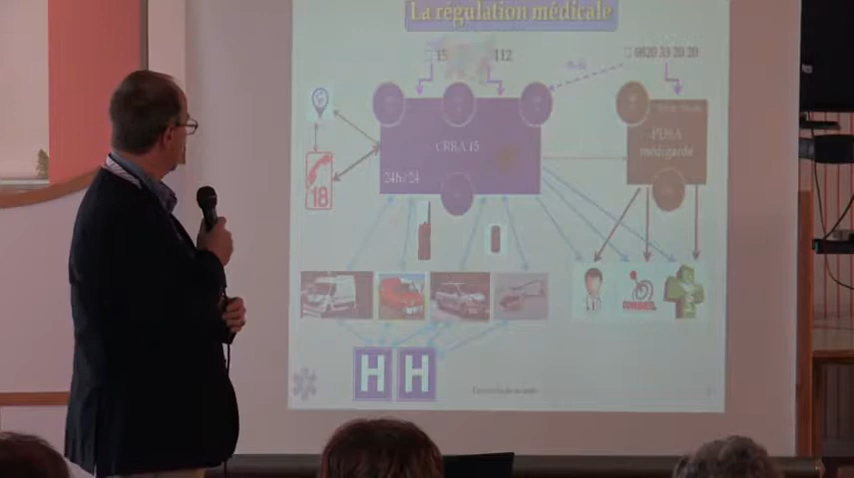 La régulation médicale
15
112
0820 33 20 20
CRRA 15
24h/24
PDSA
médigarde
18
H H